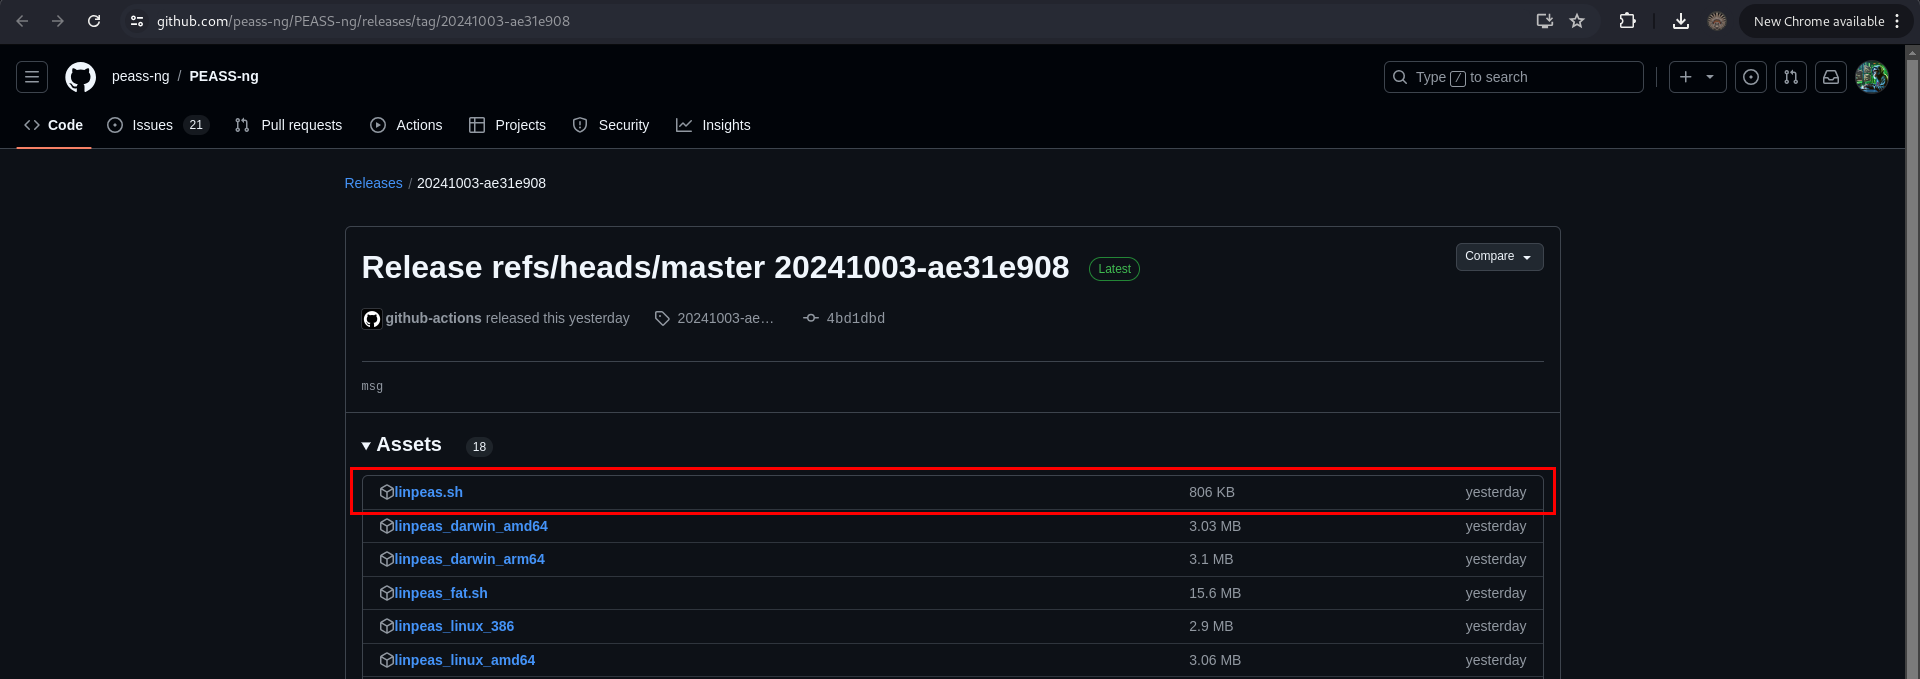 github.com/peass-ng/PEASS-ng/releases/tag/20241003-ae31e908
New Chrome available
peass-ng / PEASS-ng
Type / to search
Code
Issues 21
Pull requests
Actions
Projects
Security
Insights
Releases / 20241003-ae31e908
Release refs/heads/master 20241003-ae31e908 Latest
Compare
github-actions released this yesterday 20241003-ae… 4bd1dbd
msg
Assets 18
linpeas.sh 806 KB yesterday
linpeas_darwin_amd64 3.03 MB yesterday
linpeas_darwin_arm64 3.1 MB yesterday
linpeas_fat.sh 15.6 MB yesterday
linpeas_linux_386 2.9 MB yesterday
linpeas_linux_amd64 3.06 MB yesterday